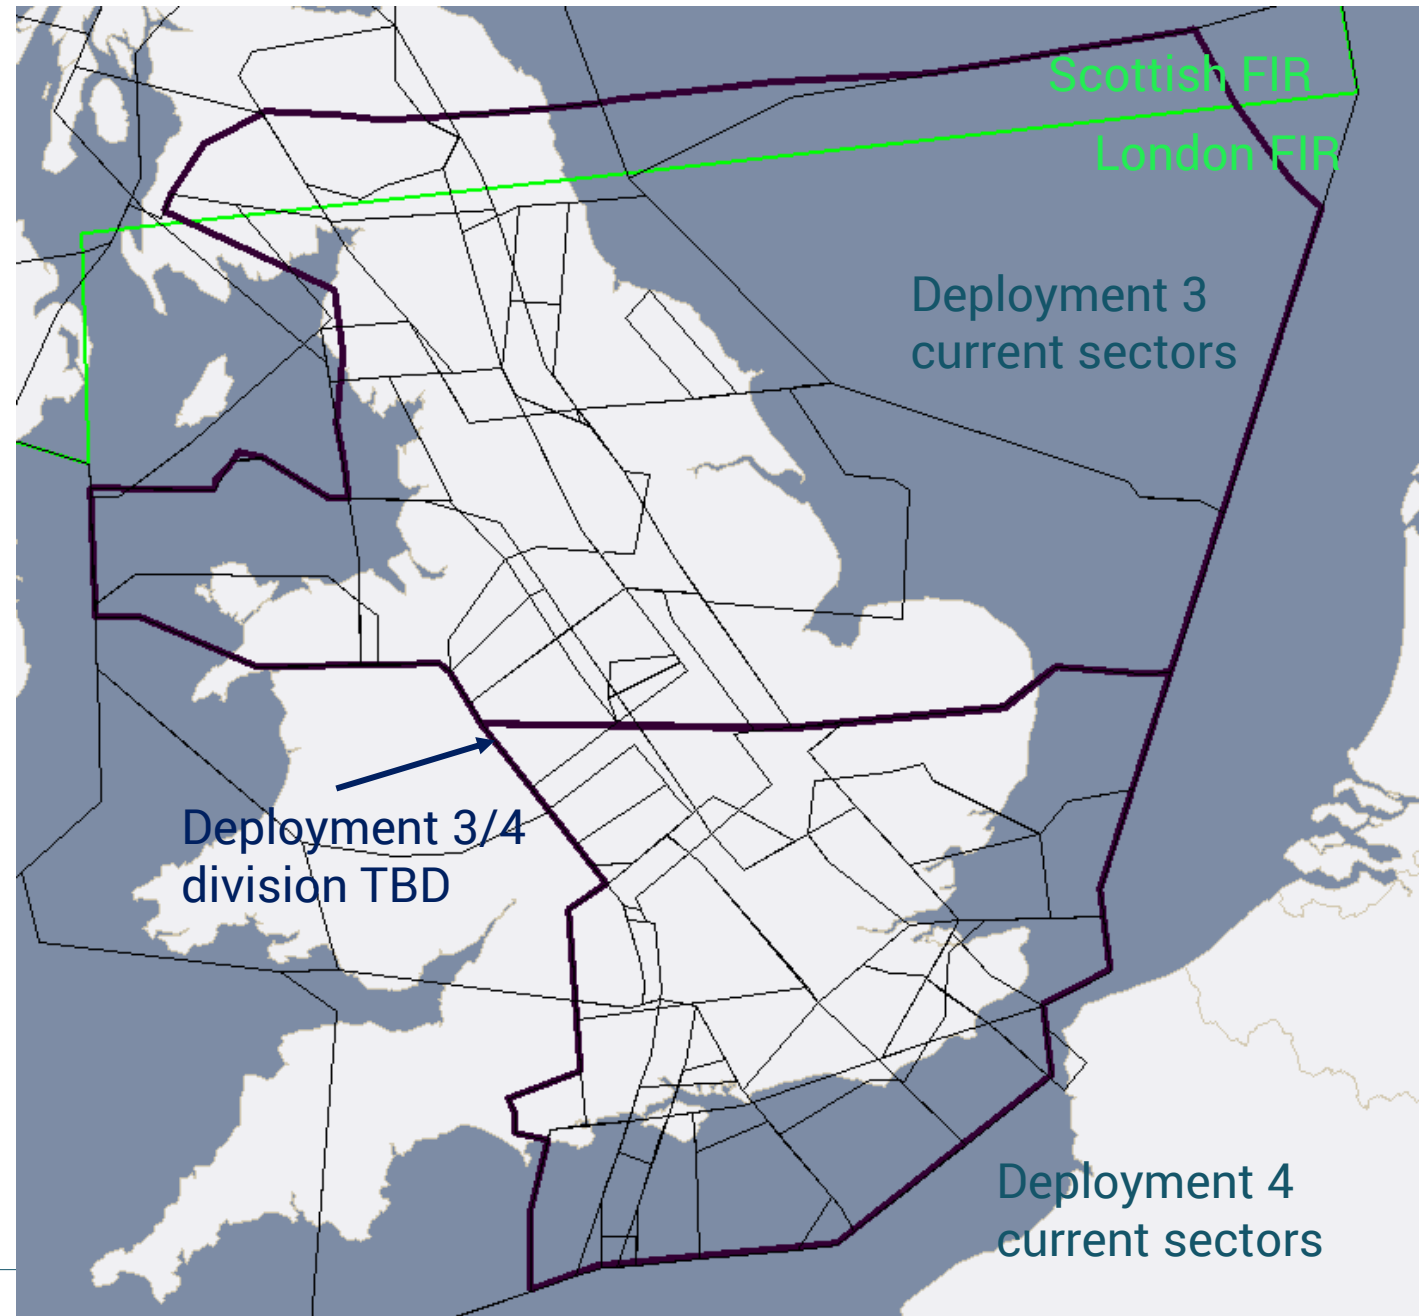 Scottish FIR
London FIR
Deployment 3
current sectors
Deployment 3/4
division TBD
Deployment 4
current sectors